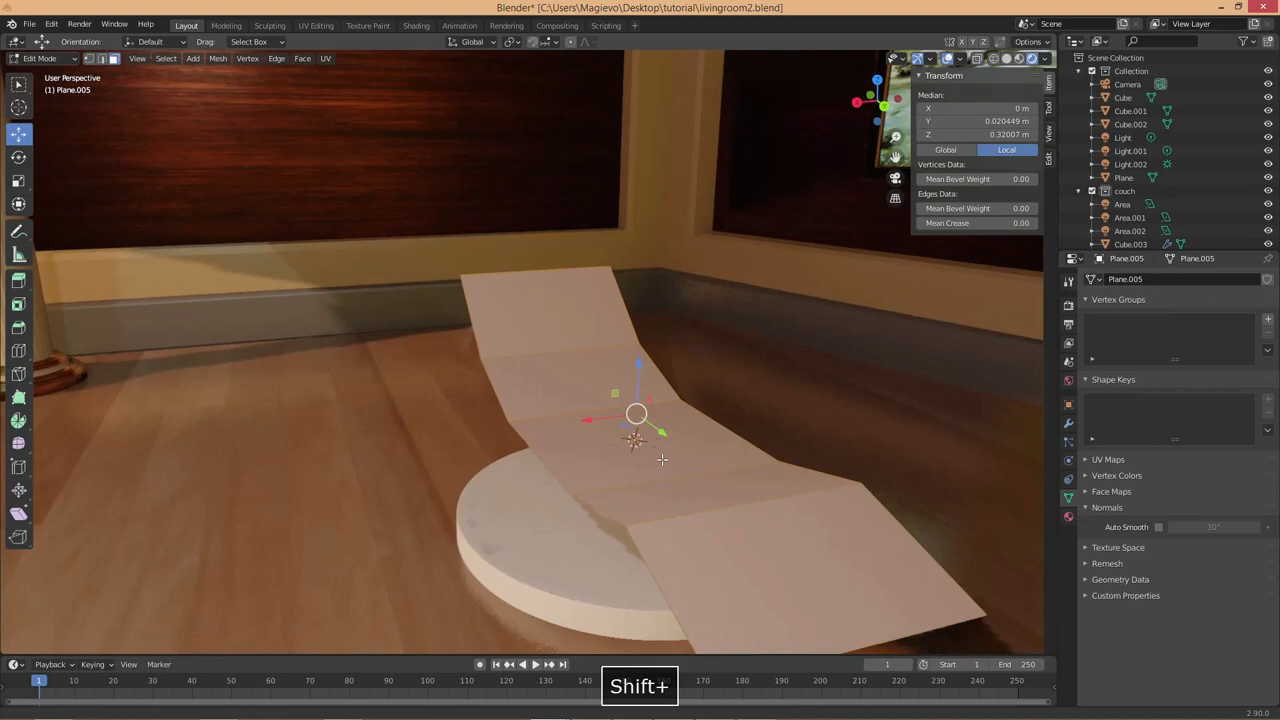 Blender* [C:\Users\Magievo\Desktop\tutorial\livingroom2.blend]
File Edit Render Window Help Layout Modeling Sculpting UV Editing Texture Paint Shading Animation Rendering Compositing Scripting Scene View Layer
Orientation: Default Drag: Select Box Global X Y Z Options
Edit Mode View Select Add Mesh Vertex Edge Face UV
User Perspective
(1) Plane.005
Transform
Median:
X 0 m
Y 0.020449 m
Z 0.32007 m
Global Local
Vertices Data:
Mean Bevel Weight 0.00
Edges Data:
Mean Bevel Weight 0.00
Mean Crease 0.00
Item
Tool
View
Edit
Scene Collection
Collection
Camera
Cube
Cube.001
Cube.002
Light
Light.001
Light.002
Plane
couch
Area
Area.001
Area.002
Cube.003
Plane.005 Plane.005
Plane.005
Vertex Groups
Shape Keys
UV Maps
Vertex Colors
Face Maps
Normals
Auto Smooth 30°
Texture Space
Remesh
Geometry Data
Custom Properties
Playback Keying View Marker 1 Start 1 End 250
1 10 20 30 40 50 60 70 80 90 100 110 120 130 140 150 160 170 180 190 200 210 220 230 240 250
Shift+
2.90.0